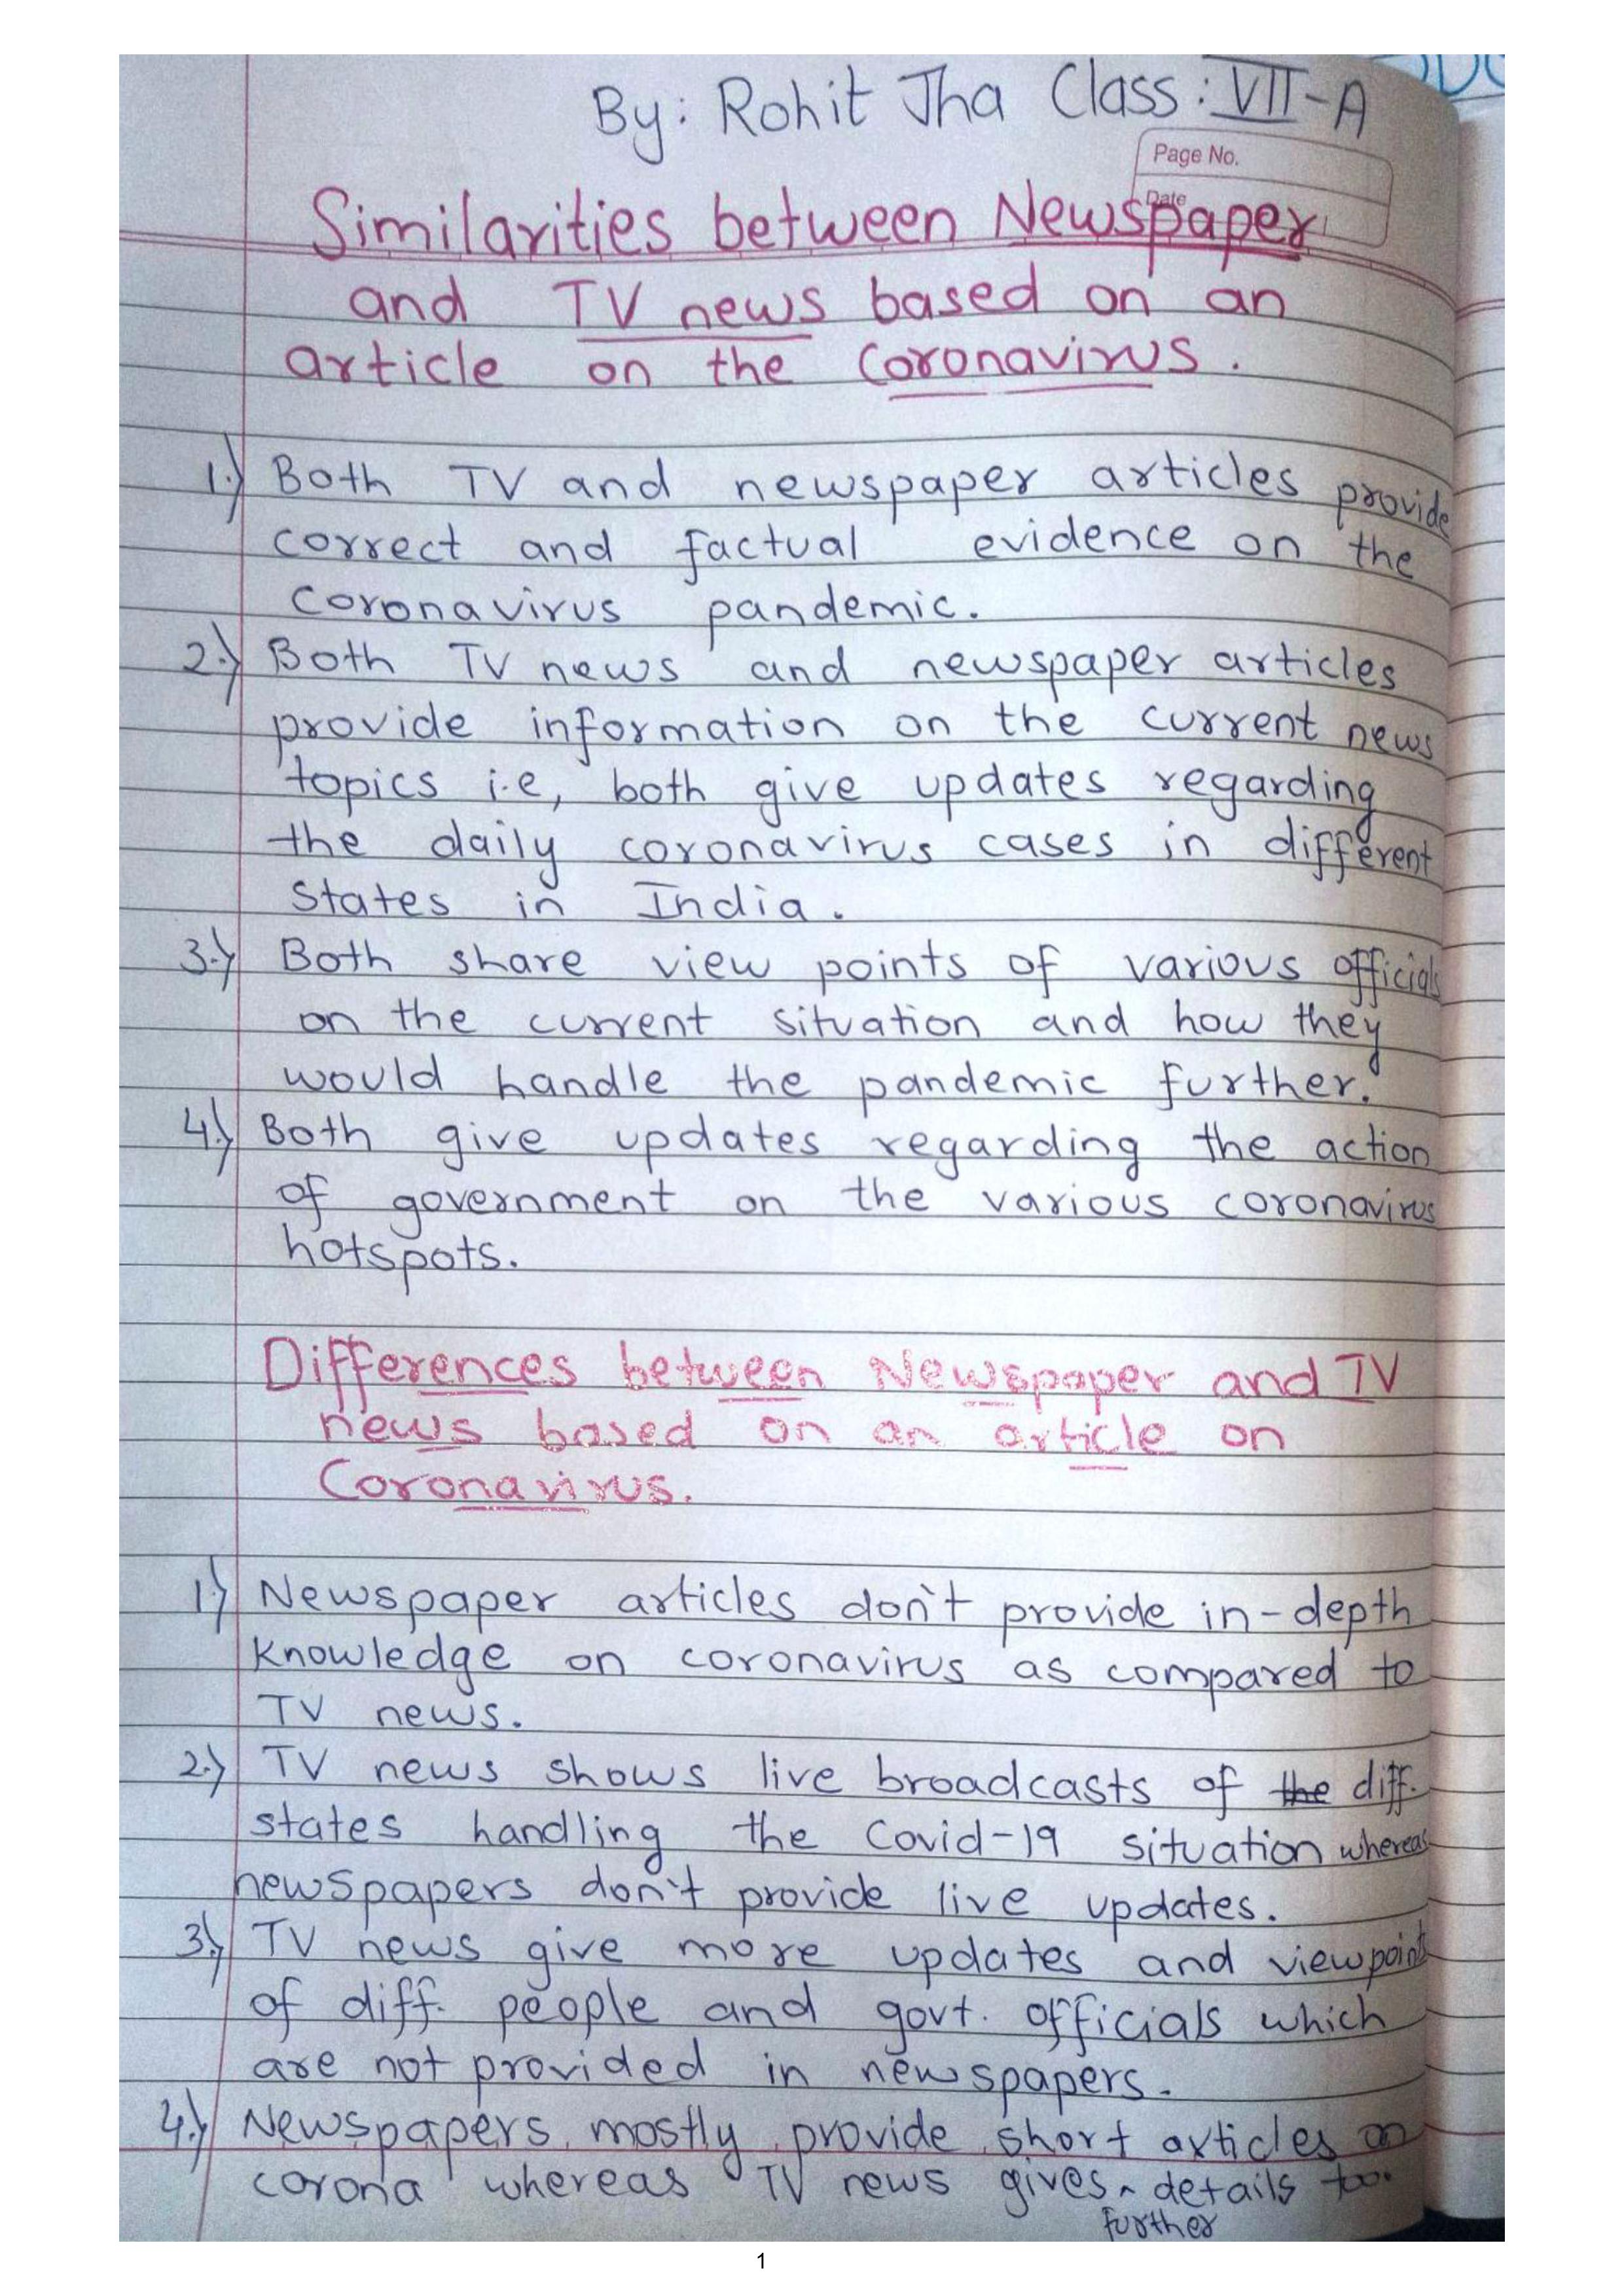 By: Rohit Jha Class: VII-A
Page No.
Date
Similarities between Newspaper
and TV news based on an
article on the Coronavirus.
1.) Both TV and newspaper articles provide
correct and factual evidence on the
coronavirus pandemic.
2.) Both TV news and newspaper articles
provide information on the current news
topics i.e, both give updates regarding
the daily coronavirus cases in different
states in India.
3.) Both share view points of various officials
on the current situation and how they
would handle the pandemic further.
4.) Both give updates regarding the action
of government on the various coronavirus
hotspots.
Differences between Newspaper and TV
news based on an article on
Coronavirus.
1.) Newspaper articles don't provide in-depth
knowledge on coronavirus as compared to
TV news.
2.) TV news shows live broadcasts of the diff.
states handling the Covid-19 situation whereas
newspapers don't provide live updates.
3.) TV news give more updates and viewpoints
of diff. people and govt. officials which
are not provided in newspapers.
4.) Newspapers mostly provide short articles on
corona whereas TV news gives ^ details too.
further
1